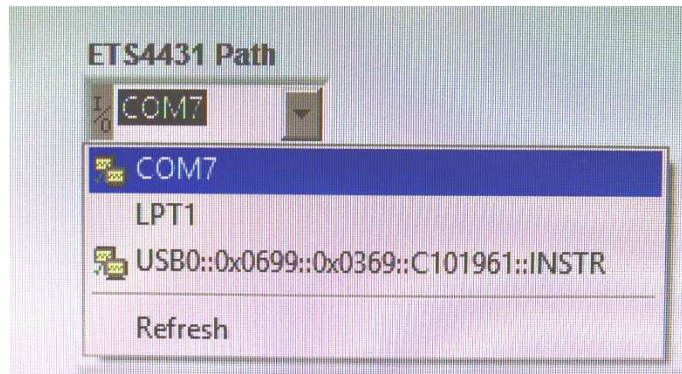 ETS4431 Path
I/O COM7
COM7
LPT1
USB0::0x0699::0x0369::C101961::INSTR
Refresh